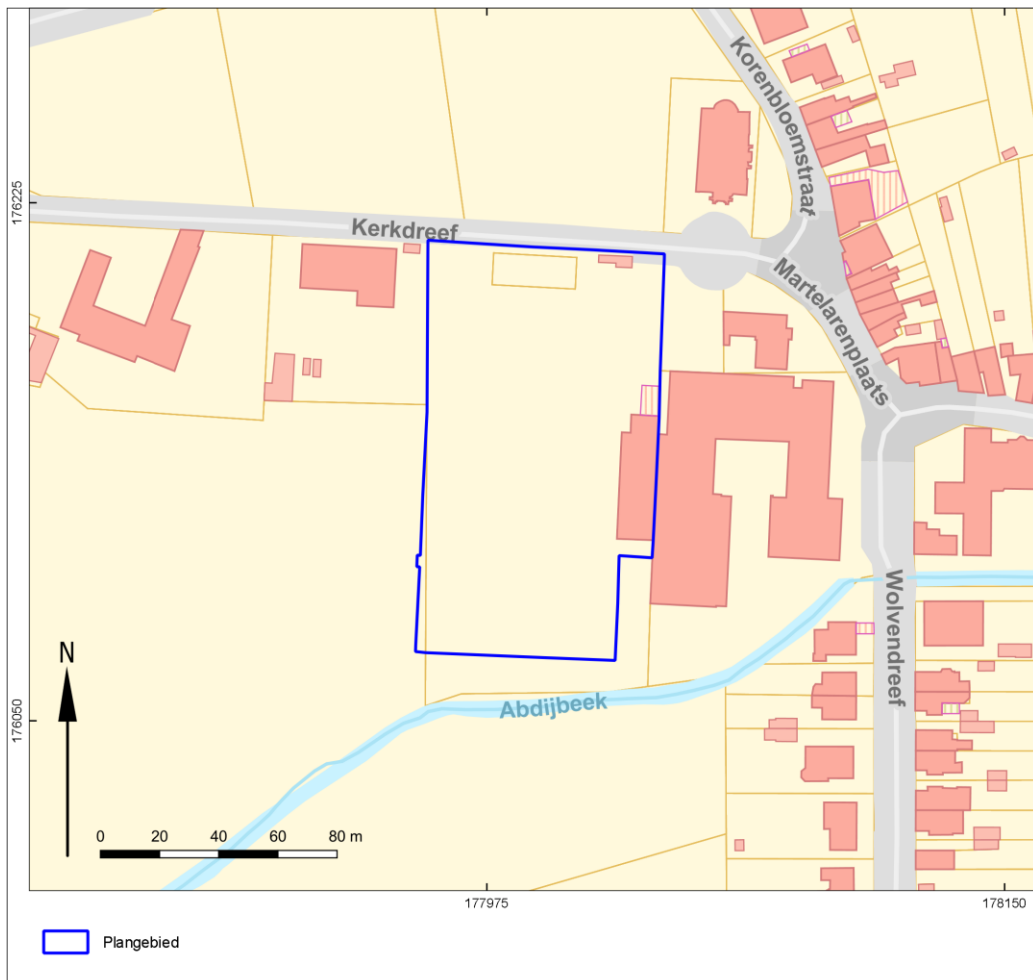 Korenbloemstraat
176225
Kerkdreef
Martelarenplaats
Wolvendreef
N
176050
Abdijbeek
0 20 40 60 80 m
177975 178150
Plangebied